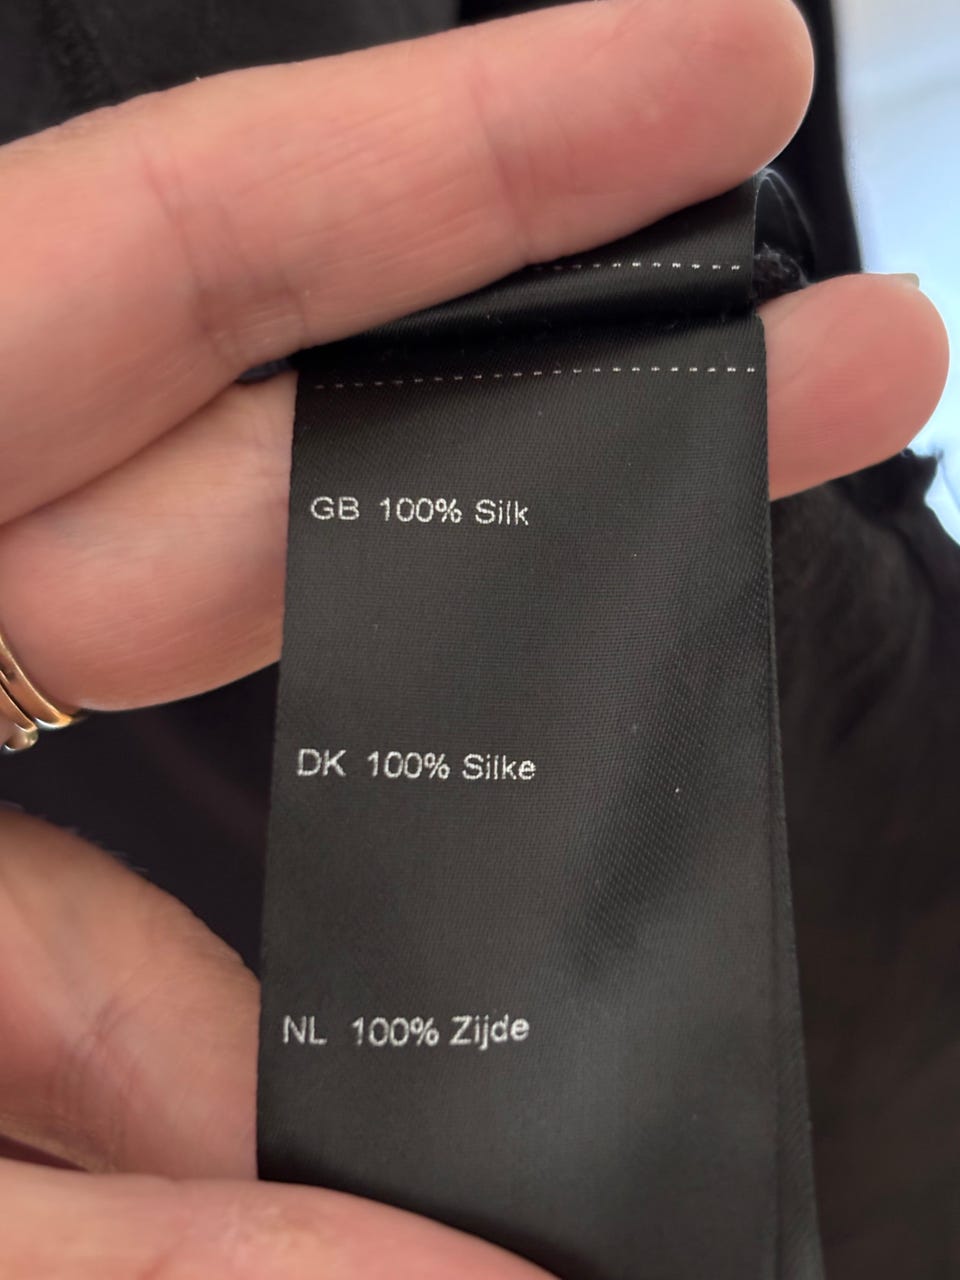 GB 100% Silk
DK 100% Silke
NL 100% Zijde